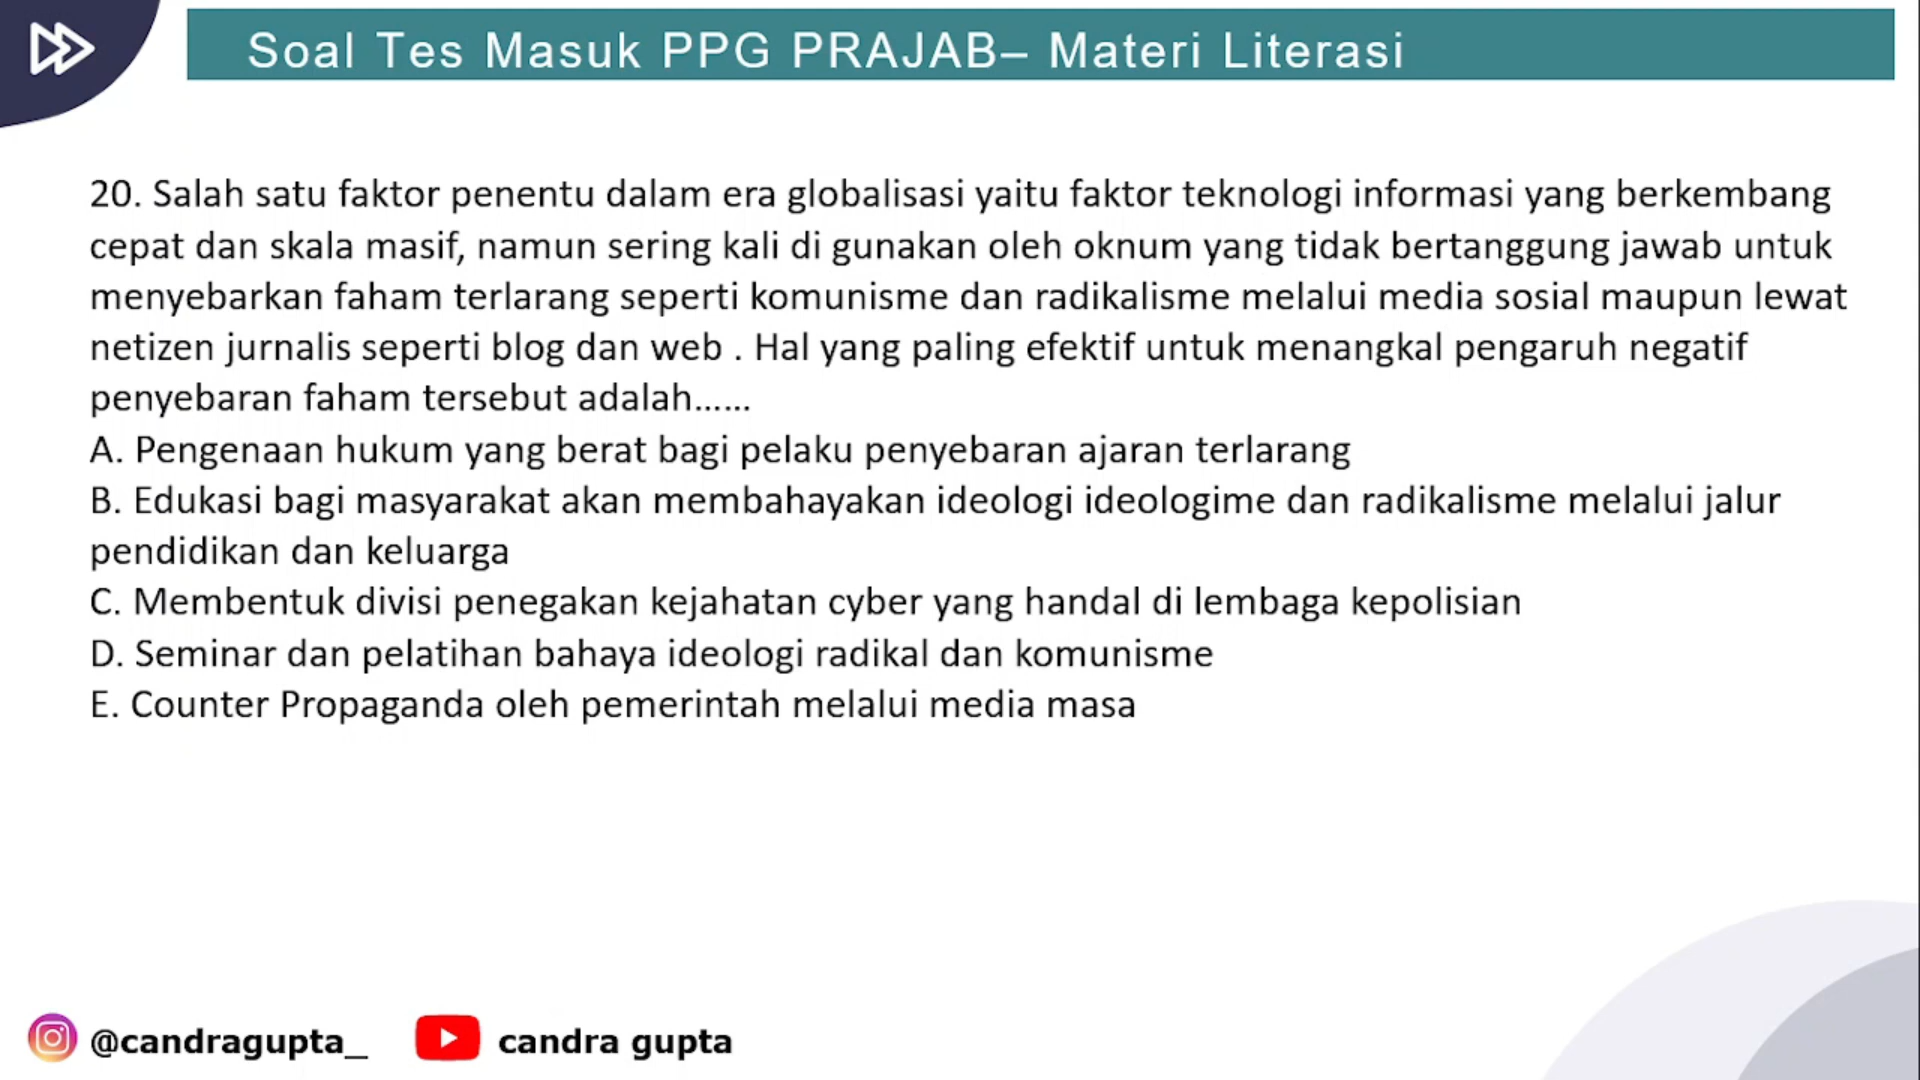 Soal Tes Masuk PPG PRAJAB– Materi Literasi
20. Salah satu faktor penentu dalam era globalisasi yaitu faktor teknologi informasi yang berkembang
cepat dan skala masif, namun sering kali di gunakan oleh oknum yang tidak bertanggung jawab untuk
menyebarkan faham terlarang seperti komunisme dan radikalisme melalui media sosial maupun lewat
netizen jurnalis seperti blog dan web . Hal yang paling efektif untuk menangkal pengaruh negatif
penyebaran faham tersebut adalah......
A. Pengenaan hukum yang berat bagi pelaku penyebaran ajaran terlarang
B. Edukasi bagi masyarakat akan membahayakan ideologi ideologime dan radikalisme melalui jalur
pendidikan dan keluarga
C. Membentuk divisi penegakan kejahatan cyber yang handal di lembaga kepolisian
D. Seminar dan pelatihan bahaya ideologi radikal dan komunisme
E. Counter Propaganda oleh pemerintah melalui media masa
@candragupta_
candra gupta